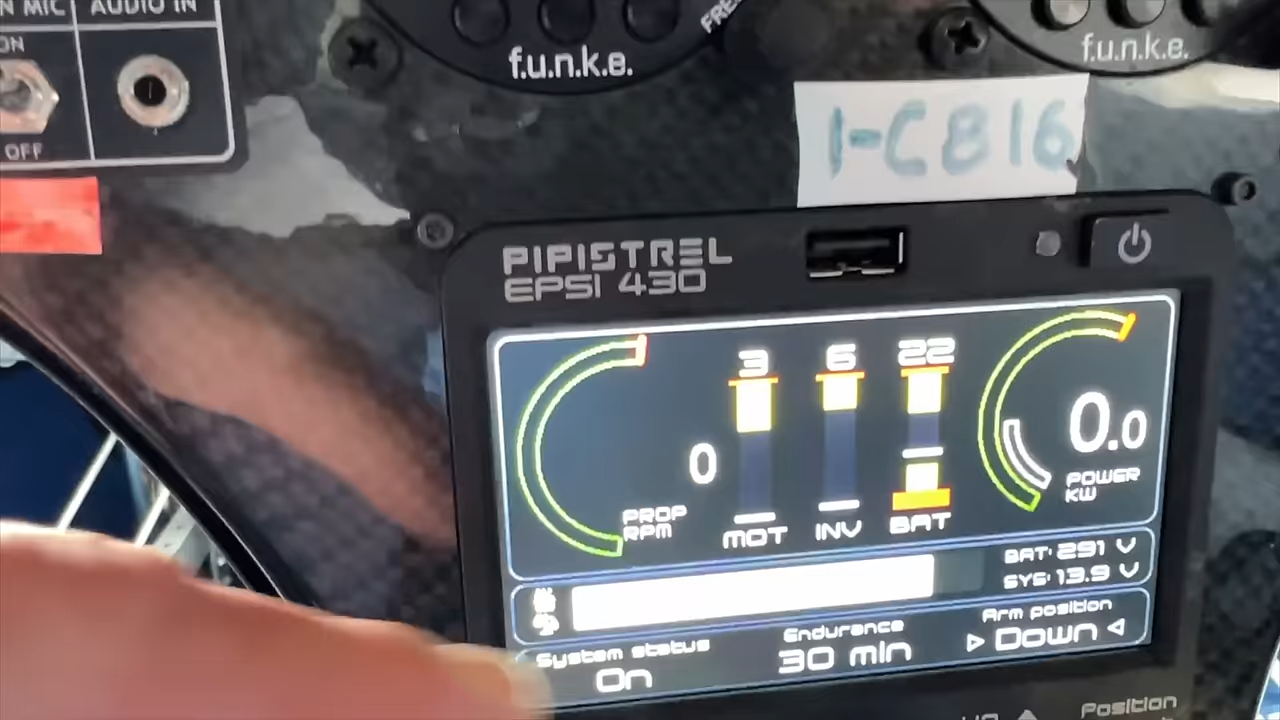 N MIC AUDIO IN
ON
OFF
f.u.n.k.e.
f.u.n.k.e.
I-C816
PIPISTREL
EPSI 430
3 6 22
0
PROP
RPM
MOT INV BAT
0.0
POWER
KW
BAT: 291 V
SYS: 13.9 V
System status
On
Endurance
30 min
Arm position
Down
Position